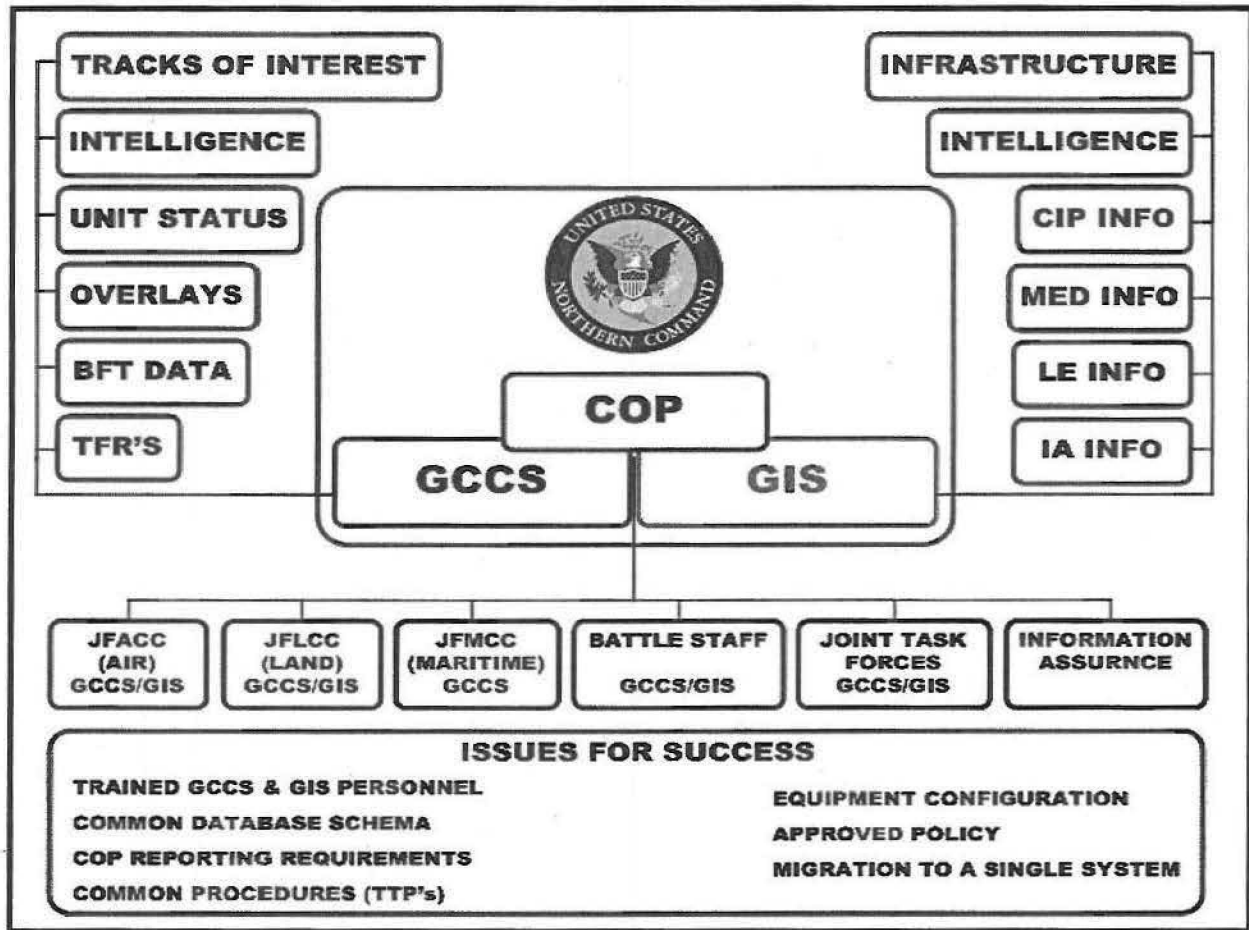 TRACKS OF INTEREST
INTELLIGENCE
UNIT STATUS
OVERLAYS
BFT DATA
TFR'S
INFRASTRUCTURE
INTELLIGENCE
CIP INFO
MED INFO
LE INFO
IA INFO
UNITED STATES
NORTHERN COMMAND
COP
GCCS
GIS
JFACC
(AIR)
GCCS/GIS
JFLCC
(LAND)
GCCS/GIS
JFMCC
(MARITIME)
GCCS
BATTLE STAFF
GCCS/GIS
JOINT TASK
FORCES
GCCS/GIS
INFORMATION
ASSURNCE
ISSUES FOR SUCCESS
TRAINED GCCS & GIS PERSONNEL
COMMON DATABASE SCHEMA
COP REPORTING REQUIREMENTS
COMMON PROCEDURES (TTP's)
EQUIPMENT CONFIGURATION
APPROVED POLICY
MIGRATION TO A SINGLE SYSTEM